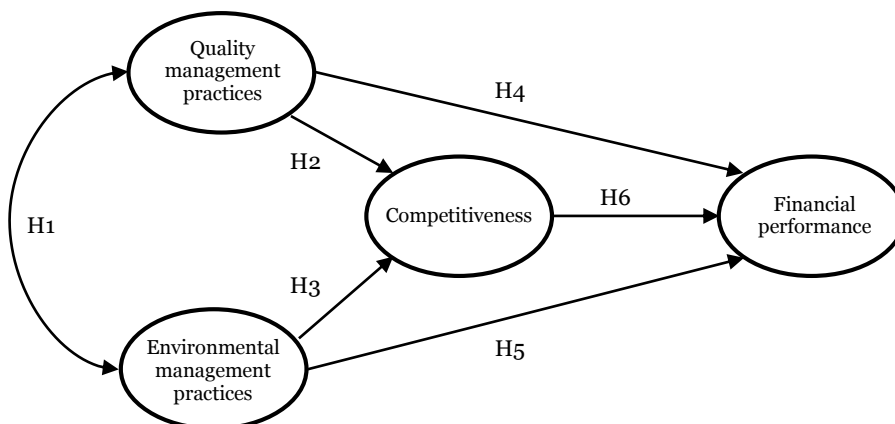 Quality
management
practices
H4
H2
H1
Competitiveness
H6
Financial
performance
H3
Environmental
management
practices
H5